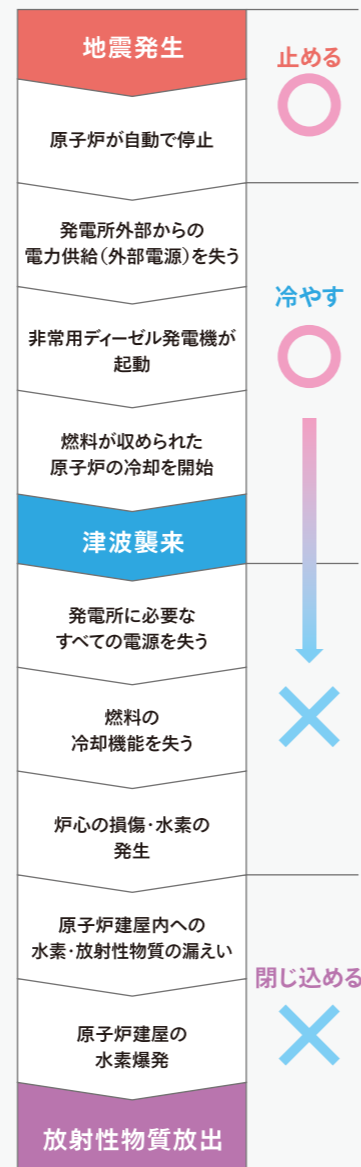 地震発生
止める
原子炉が自動で停止
発電所外部からの
電力供給（外部電源）を失う
冷やす
非常用ディーゼル発電機が
起動
燃料が収められた
原子炉の冷却を開始
津波襲来
発電所に必要な
すべての電源を失う
燃料の
冷却機能を失う
炉心の損傷・水素の
発生
原子炉建屋内への
水素・放射性物質の漏えい
閉じ込める
原子炉建屋の
水素爆発
放射性物質放出